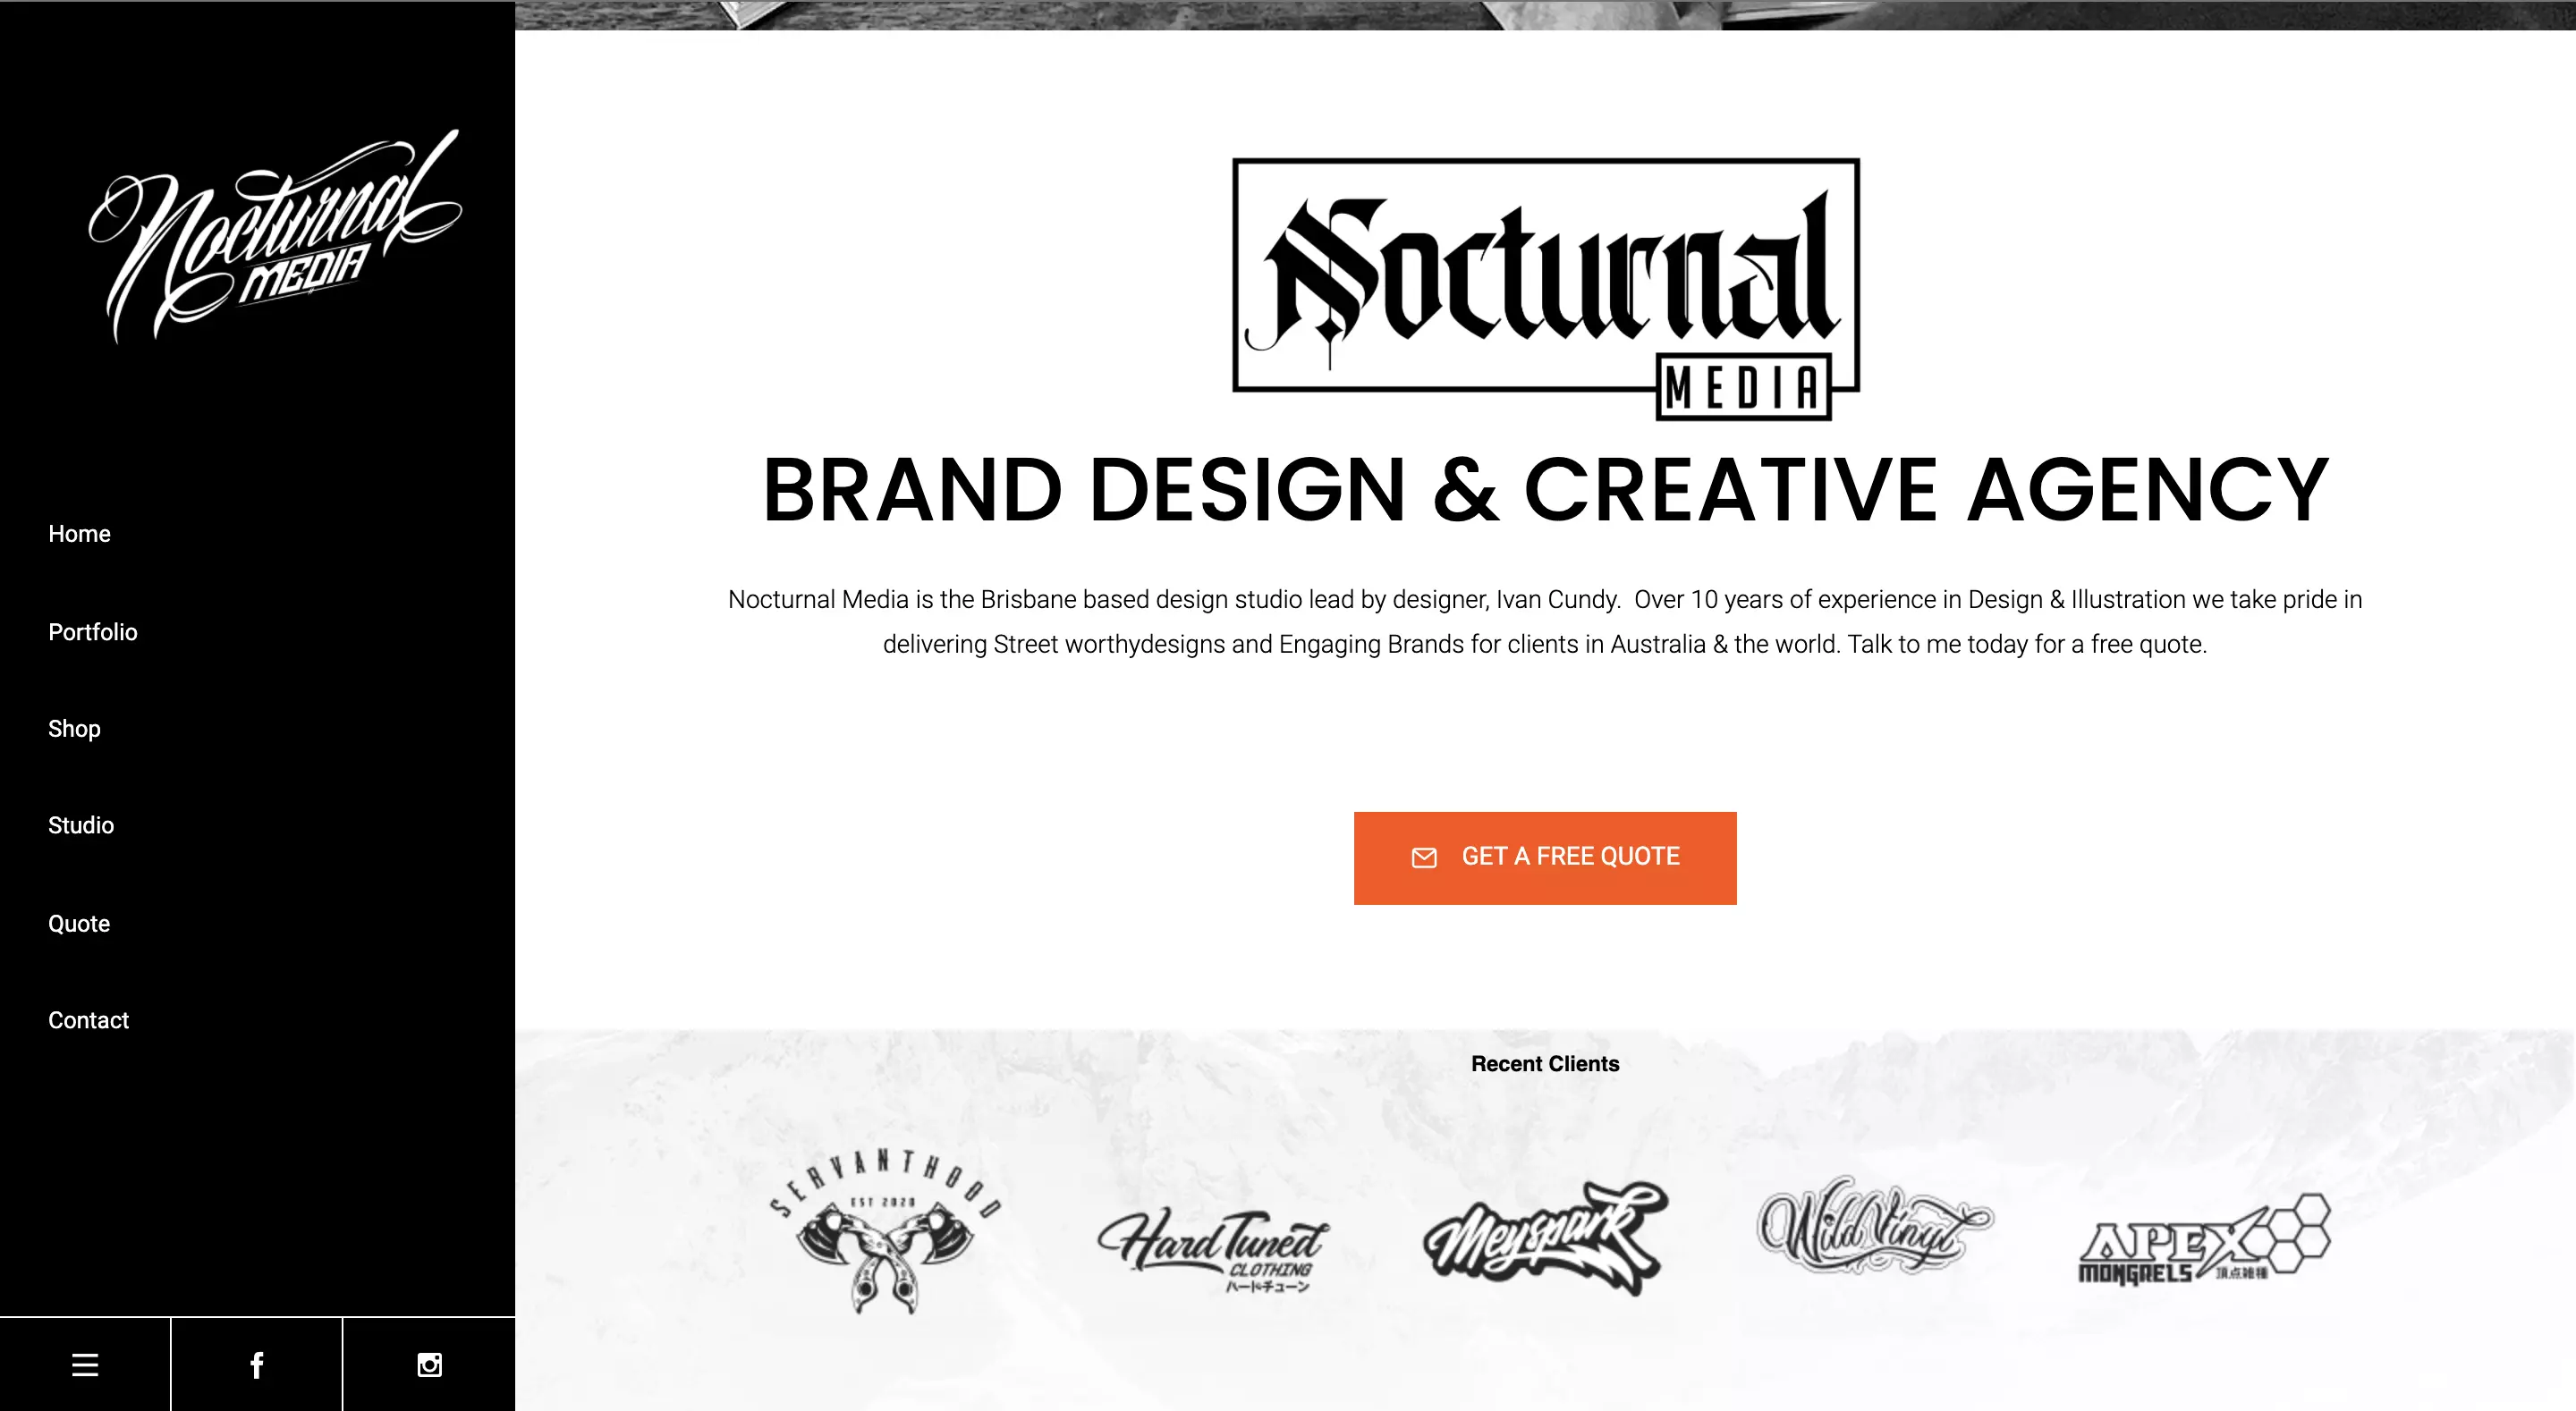 Nocturnal
MEDIA
Home
Portfolio
Shop
Studio
Quote
Contact
Nocturnal
MEDIA
BRAND DESIGN & CREATIVE AGENCY
Nocturnal Media is the Brisbane based design studio lead by designer, Ivan Cundy.  Over 10 years of experience in Design & Illustration we take pride in
delivering Street worthydesigns and Engaging Brands for clients in Australia & the world. Talk to me today for a free quote.
GET A FREE QUOTE
Recent Clients
SERVANTHOOD
EST 2020
Hard Tuned
CLOTHING
ハードチューン
Meyspark
Wild Vinyl
APEX
MONGRELS 頂点雑種